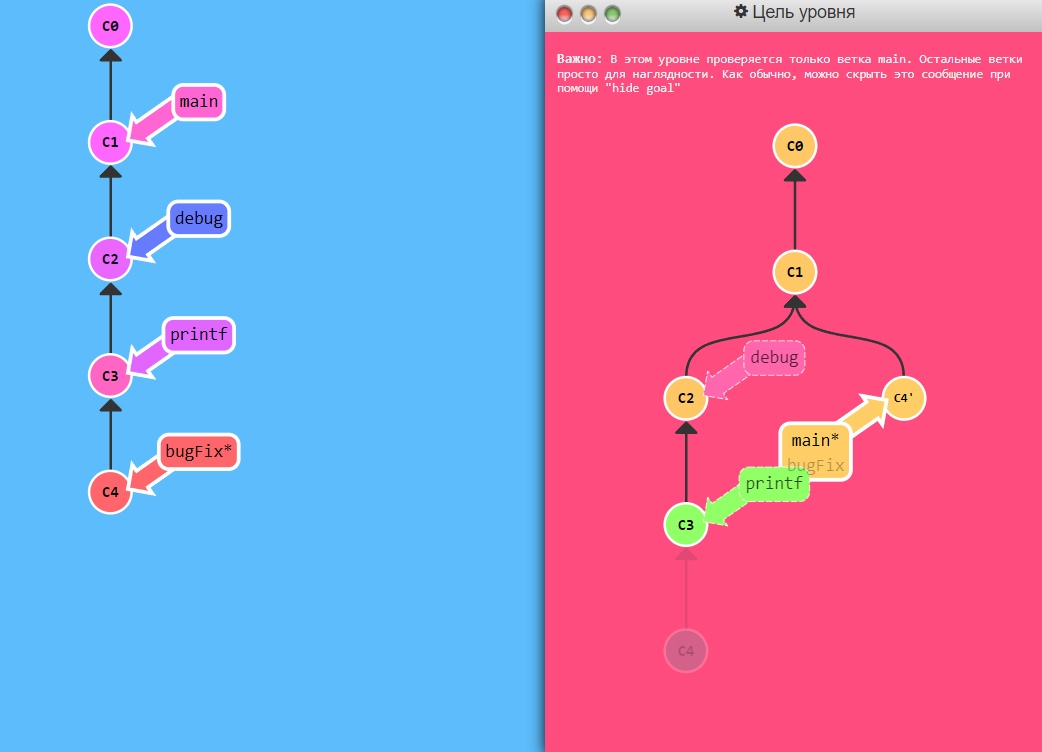 C0
main
C1
debug
C2
printf
C3
bugFix*
C4
Цель уровня
Важно: В этом уровне проверяется только ветка main. Остальные ветки
просто для наглядности. Как обычно, можно скрыть это сообщение при
помощи "hide goal"
C0
C1
debug
C2
C4'
main*
bugFix
printf
C3
C4